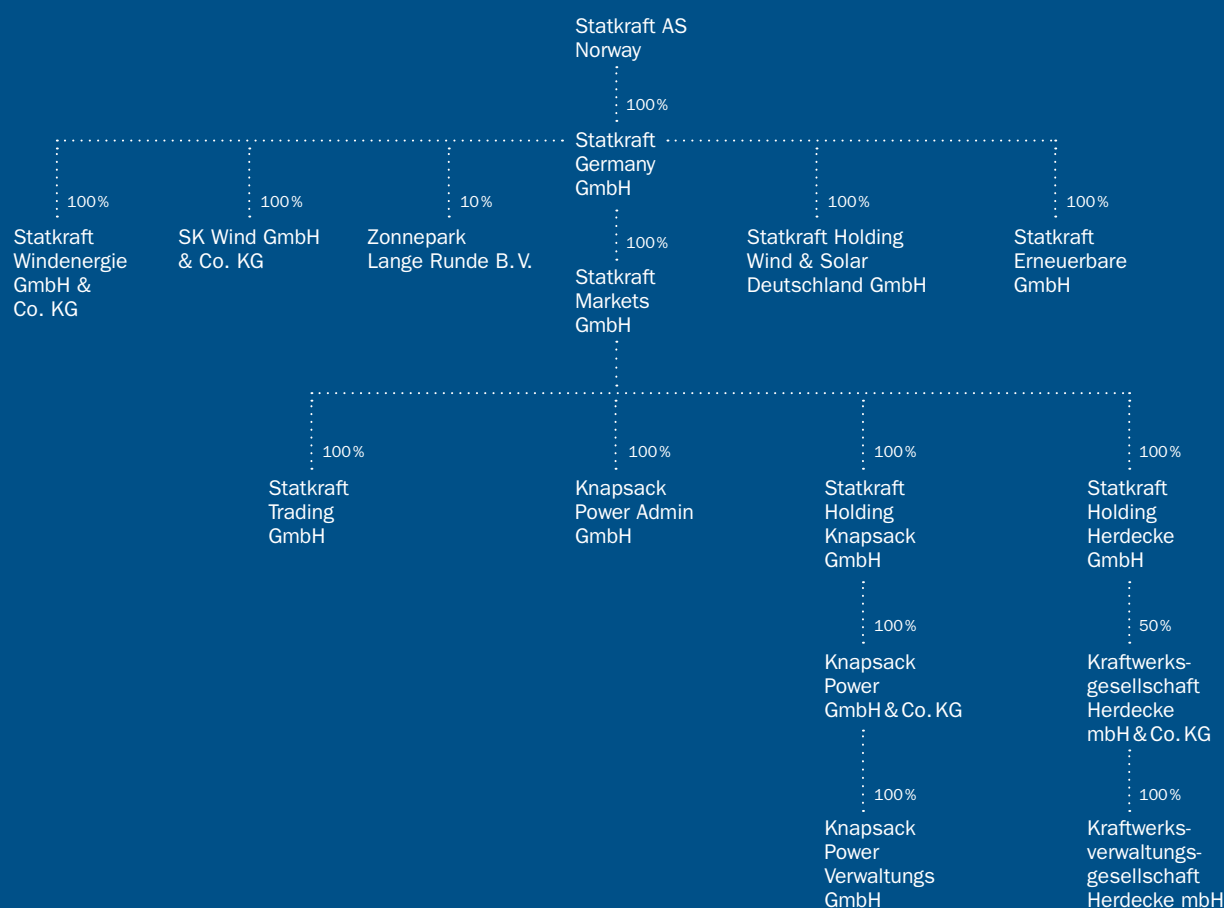 Statkraft AS
Norway
100%
Statkraft
Germany
GmbH
100%
Statkraft
Windenergie
GmbH &
Co. KG
100%
SK Wind GmbH
& Co. KG
10%
Zonnepark
Lange Runde B.V.
100%
Statkraft
Markets
GmbH
100%
Statkraft Holding
Wind & Solar
Deutschland GmbH
100%
Statkraft
Erneuerbare
GmbH
100%
Statkraft
Trading
GmbH
100%
Knapsack
Power Admin
GmbH
100%
Statkraft
Holding
Knapsack
GmbH
100%
Statkraft
Holding
Herdecke
GmbH
100%
Knapsack
Power
GmbH & Co. KG
50%
Kraftwerks-
gesellschaft
Herdecke
mbH & Co. KG
100%
Knapsack
Power
Verwaltungs
GmbH
100%
Kraftwerks-
verwaltungs-
gesellschaft
Herdecke mbH